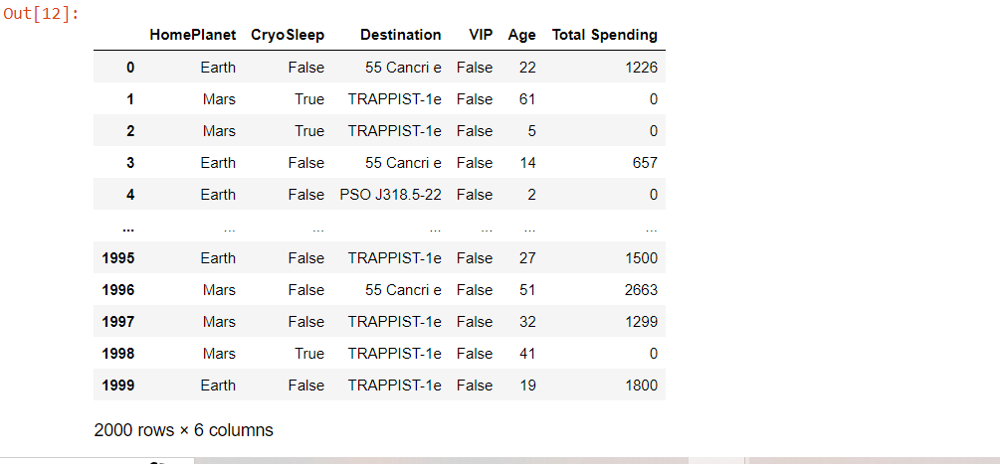 Out[12]:
HomePlanet CryoSleep Destination VIP Age Total Spending
0 Earth False 55 Cancri e False 22 1226
1 Mars True TRAPPIST-1e False 61 0
2 Mars True TRAPPIST-1e False 5 0
3 Earth False 55 Cancri e False 14 657
4 Earth False PSO J318.5-22 False 2 0
... ... ... ... ... ... ...
1995 Earth False TRAPPIST-1e False 27 1500
1996 Mars False 55 Cancri e False 51 2663
1997 Mars False TRAPPIST-1e False 32 1299
1998 Mars True TRAPPIST-1e False 41 0
1999 Earth False TRAPPIST-1e False 19 1800
2000 rows × 6 columns